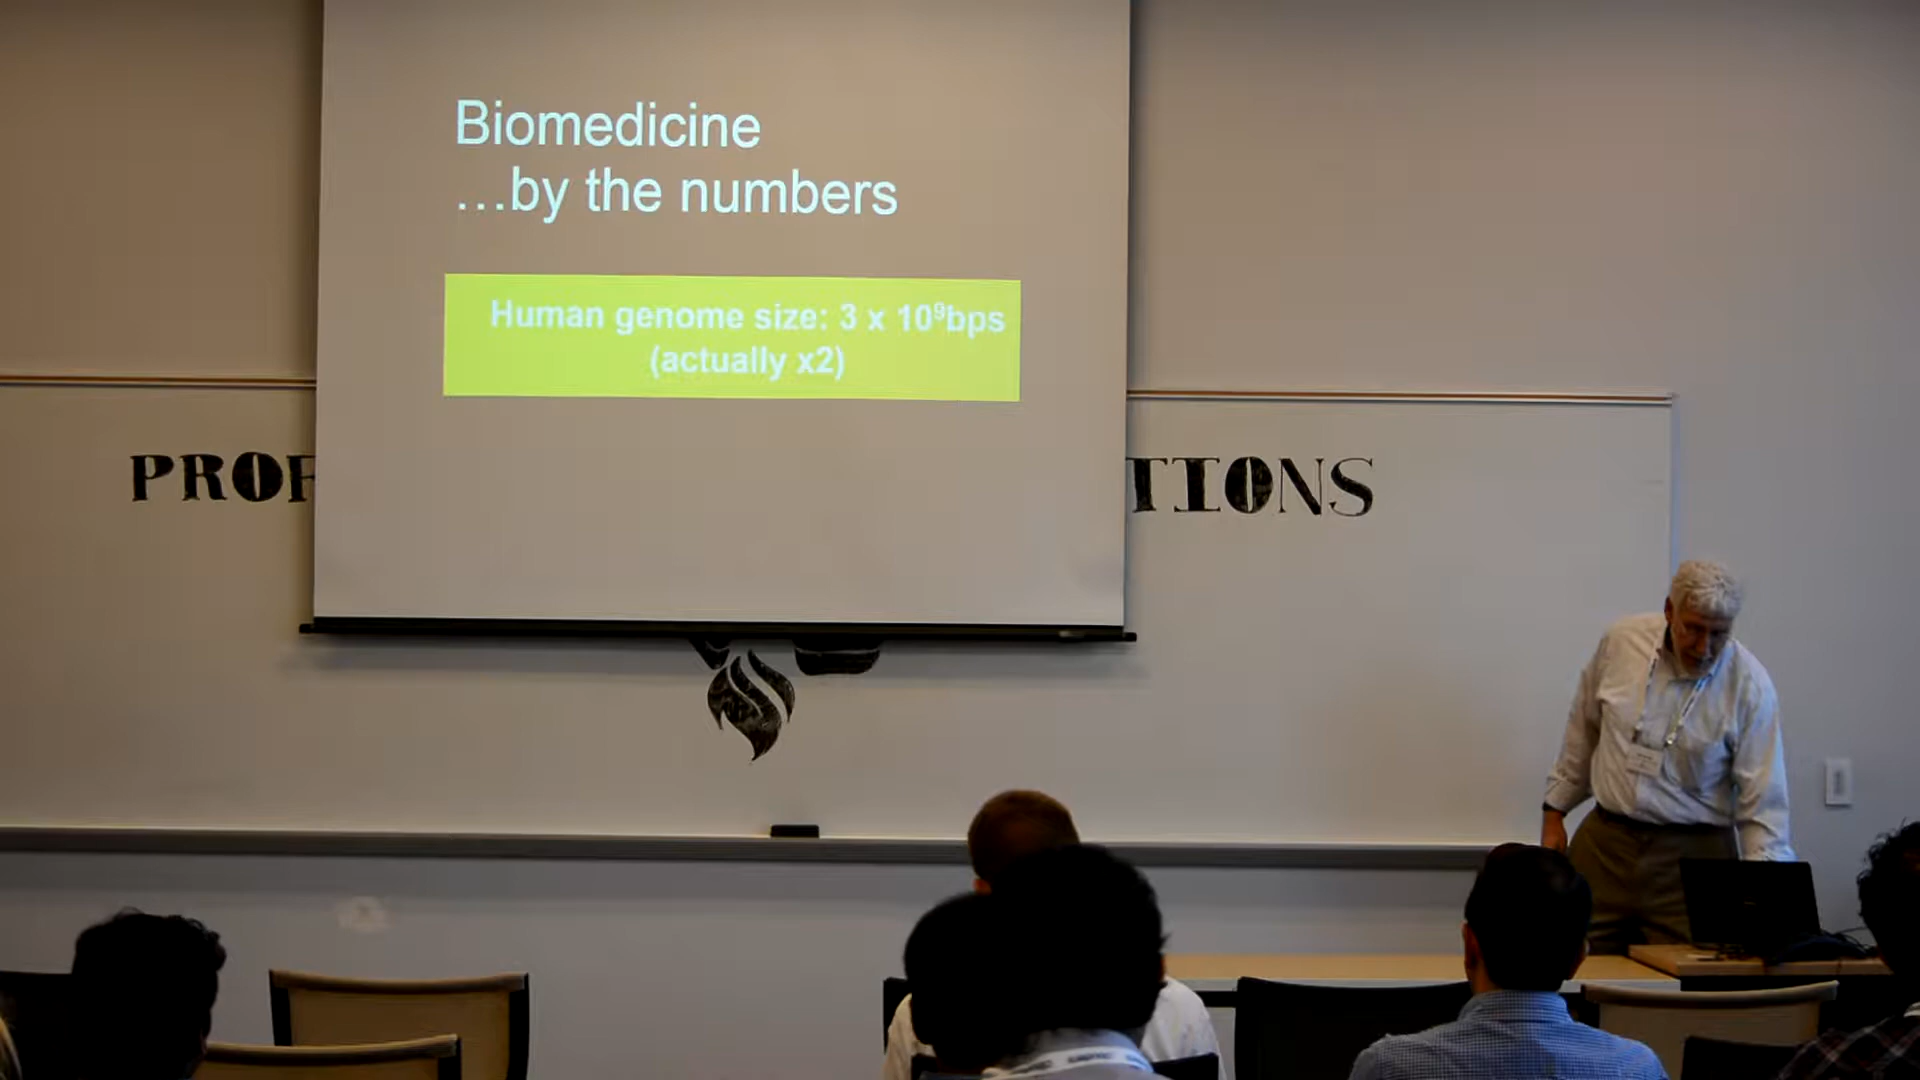 Biomedicine
…by the numbers
Human genome size: 3 x 10⁹bps
(actually x2)
PROF
TIONS